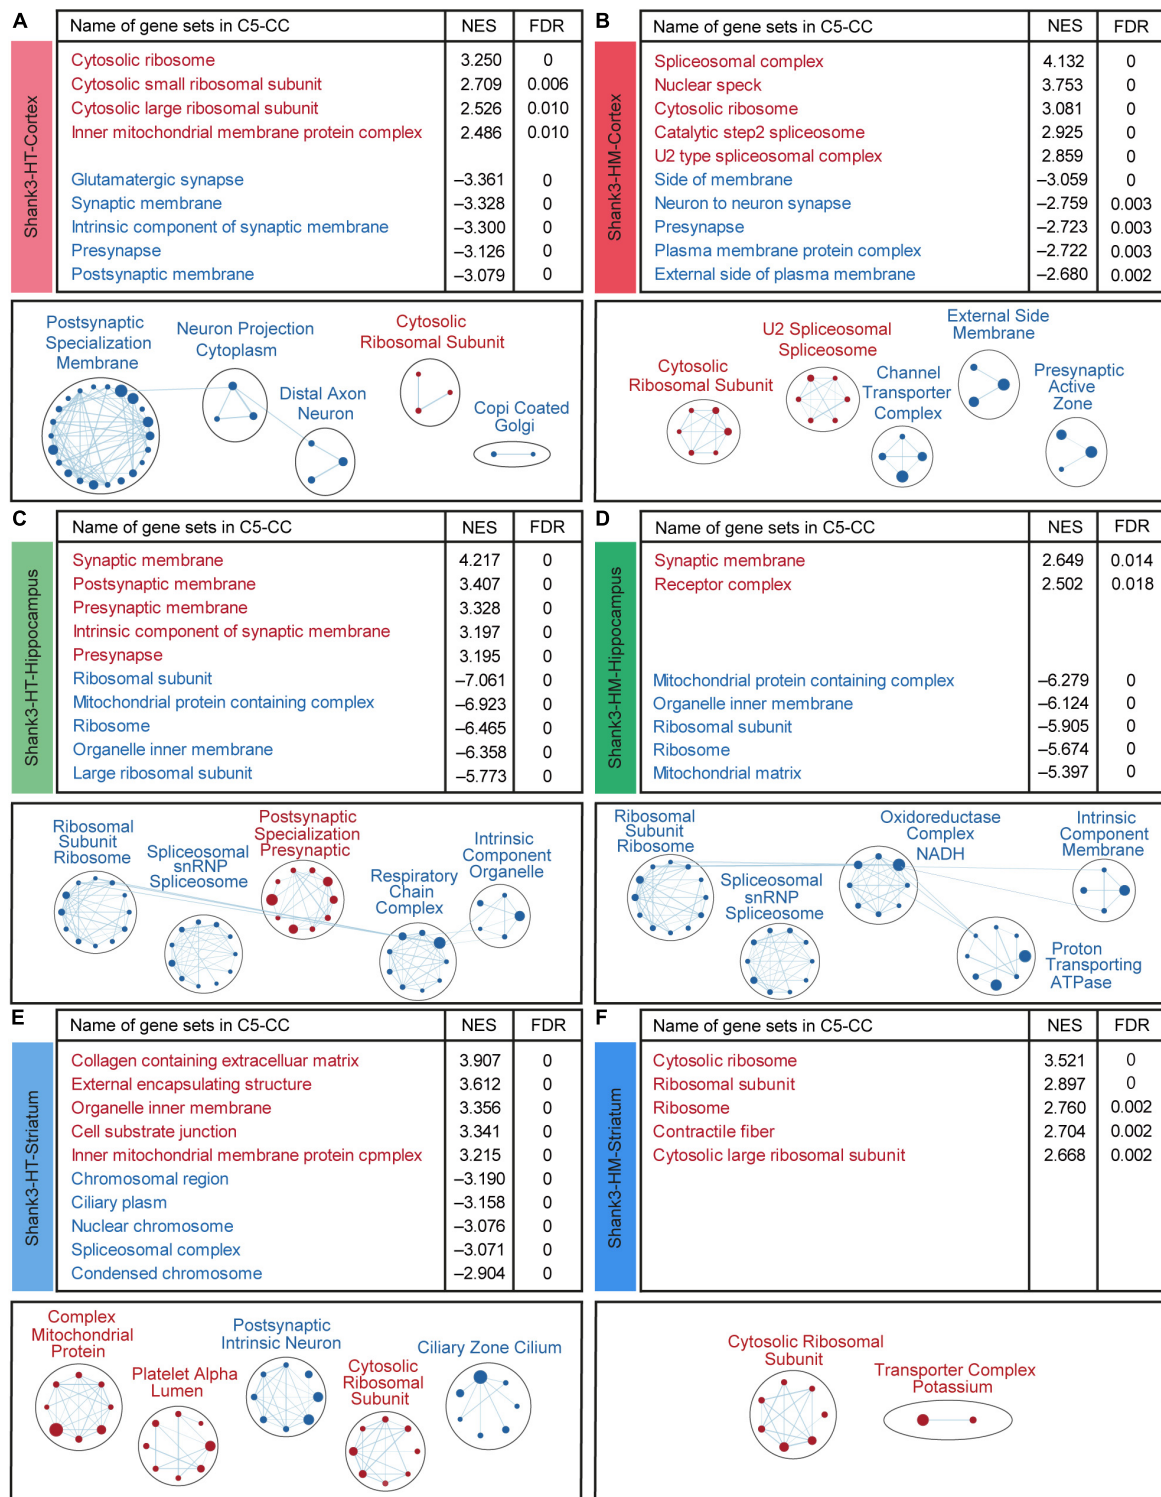 A
Name of gene sets in C5-CC NES FDR
Shank3-HT-Cortex
Cytosolic ribosome 3.250 0
Cytosolic small ribosomal subunit 2.709 0.006
Cytosolic large ribosomal subunit 2.526 0.010
Inner mitochondrial membrane protein complex 2.486 0.010
Glutamatergic synapse –3.361 0
Synaptic membrane –3.328 0
Intrinsic component of synaptic membrane –3.300 0
Presynapse –3.126 0
Postsynaptic membrane –3.079 0
Postsynaptic
Specialization
Membrane
Neuron Projection
Cytoplasm
Distal Axon
Neuron
Cytosolic
Ribosomal Subunit
Copi Coated
Golgi
B
Name of gene sets in C5-CC NES FDR
Shank3-HM-Cortex
Spliceosomal complex 4.132 0
Nuclear speck 3.753 0
Cytosolic ribosome 3.081 0
Catalytic step2 spliceosome 2.925 0
U2 type spliceosomal complex 2.859 0
Side of membrane –3.059 0
Neuron to neuron synapse –2.759 0.003
Presynapse –2.723 0.003
Plasma membrane protein complex –2.722 0.003
External side of plasma membrane –2.680 0.002
Cytosolic
Ribosomal Subunit
U2 Spliceosomal
Spliceosome
Channel
Transporter
Complex
External Side
Membrane
Presynaptic
Active
Zone
C
Name of gene sets in C5-CC NES FDR
Shank3-HT-Hippocampus
Synaptic membrane 4.217 0
Postsynaptic membrane 3.407 0
Presynaptic membrane 3.328 0
Intrinsic component of synaptic membrane 3.197 0
Presynapse 3.195 0
Ribosomal subunit –7.061 0
Mitochondrial protein containing complex –6.923 0
Ribosome –6.465 0
Organelle inner membrane –6.358 0
Large ribosomal subunit –5.773 0
Ribosomal
Subunit
Ribosome
Spliceosomal
snRNP
Spliceosome
Postsynaptic
Specialization
Presynaptic
Respiratory
Chain
Complex
Intrinsic
Component
Organelle
D
Name of gene sets in C5-CC NES FDR
Shank3-HM-Hippocampus
Synaptic membrane 2.649 0.014
Receptor complex 2.502 0.018
Mitochondrial protein containing complex –6.279 0
Organelle inner membrane –6.124 0
Ribosomal subunit –5.905 0
Ribosome –5.674 0
Mitochondrial matrix –5.397 0
Ribosomal
Subunit
Ribosome
Spliceosomal
snRNP
Spliceosome
Oxidoreductase
Complex
NADH
Intrinsic
Component
Membrane
Proton
Transporting
ATPase
E
Name of gene sets in C5-CC NES FDR
Shank3-HT-Striatum
Collagen containing extracelluar matrix 3.907 0
External encapsulating structure 3.612 0
Organelle inner membrane 3.356 0
Cell substrate junction 3.341 0
Inner mitochondrial membrane protein cpmplex 3.215 0
Chromosomal region –3.190 0
Ciliary plasm –3.158 0
Nuclear chromosome –3.076 0
Spliceosomal complex –3.071 0
Condensed chromosome –2.904 0
Complex
Mitochondrial
Protein
Platelet Alpha
Lumen
Postsynaptic
Intrinsic Neuron
Cytosolic
Ribosomal
Subunit
Ciliary Zone Cilium
F
Name of gene sets in C5-CC NES FDR
Shank3-HM-Striatum
Cytosolic ribosome 3.521 0
Ribosomal subunit 2.897 0
Ribosome 2.760 0.002
Contractile fiber 2.704 0.002
Cytosolic large ribosomal subunit 2.668 0.002
Cytosolic Ribosomal
Subunit
Transporter Complex
Potassium